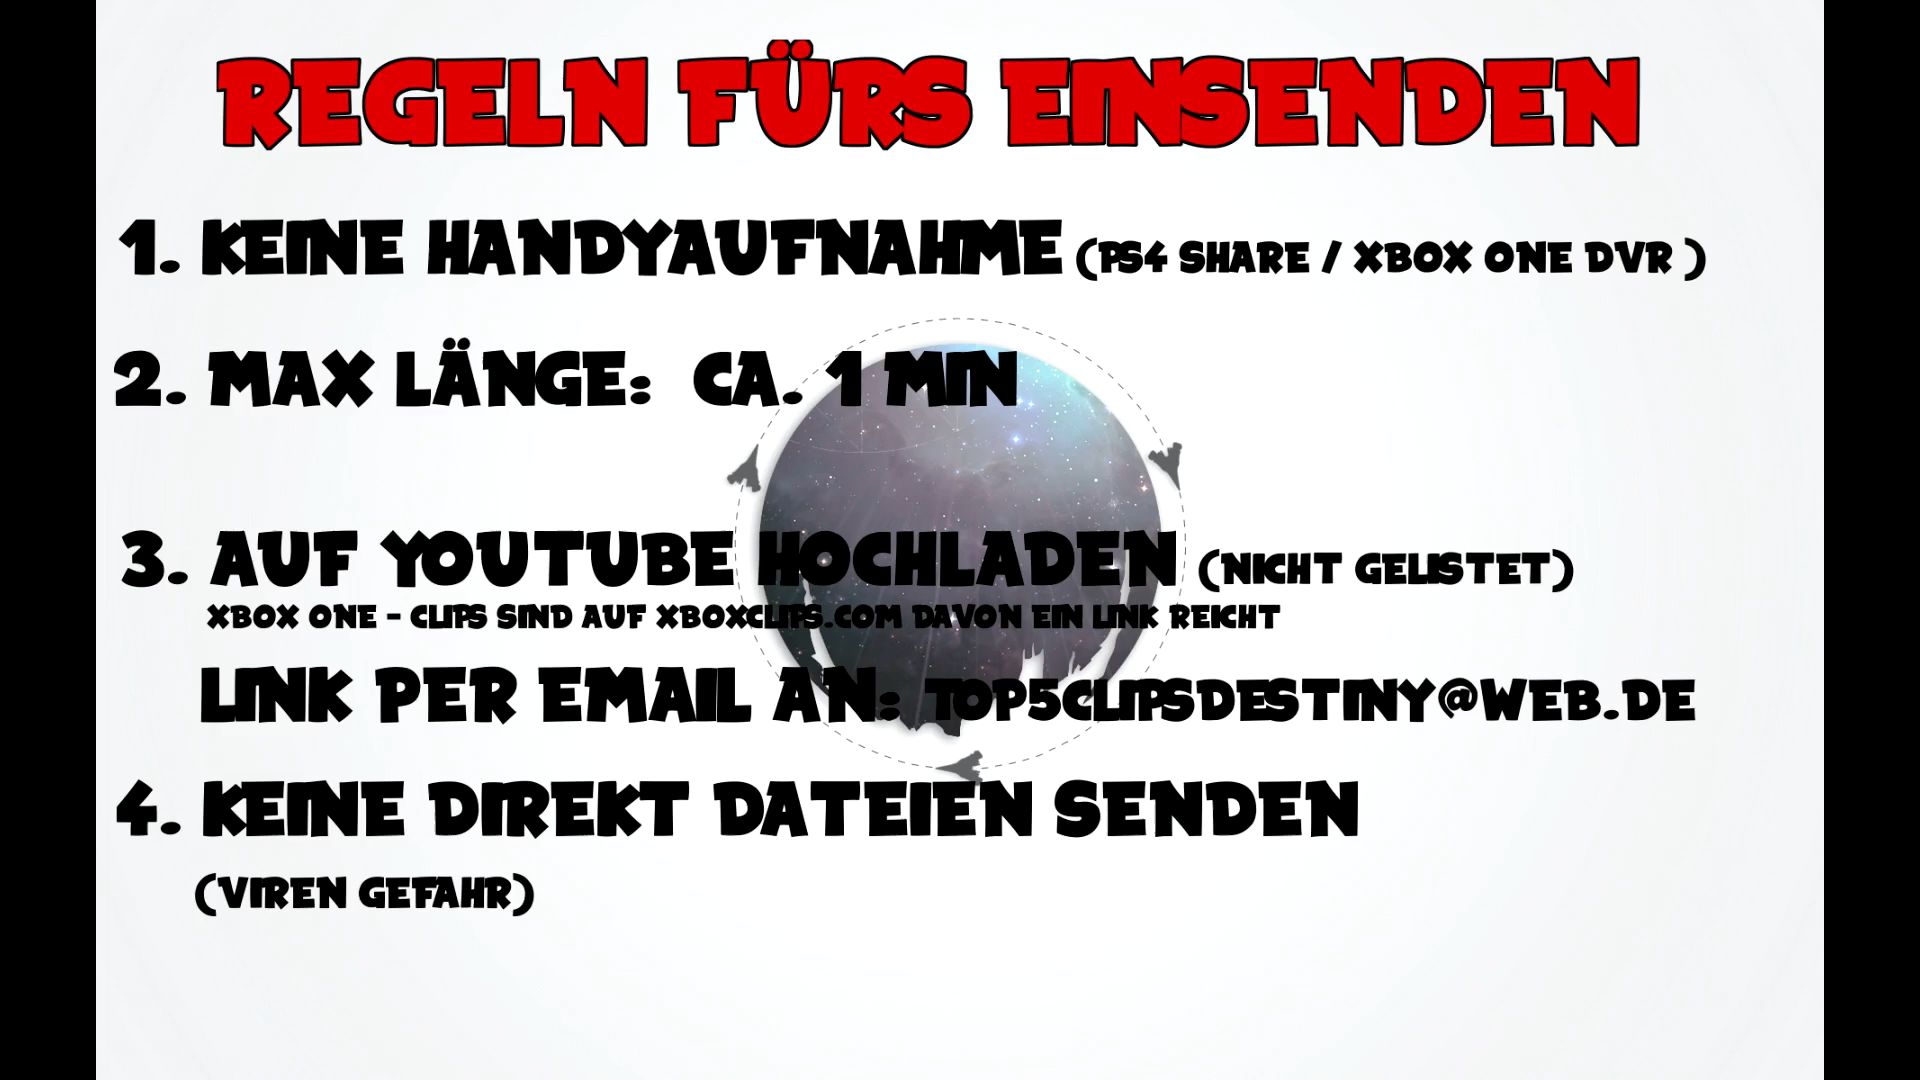 REGELN FÜRS EINSENDEN
1. KEINE HANDYAUFNAHME (PS4 SHARE / XBOX ONE DVR )
2. MAX LÄNGE: CA. 1 MIN
3. AUF YOUTUBE HOCHLADEN (NICHT GELISTET)
XBOX ONE - CLIPS SIND AUF XBOXCLIPS.COM DAVON EIN LINK REICHT
LINK PER EMAIL AN: TOP5CLIPSDESTINY@WEB.DE
4. KEINE DIREKT DATEIEN SENDEN
(VIREN GEFAHR)